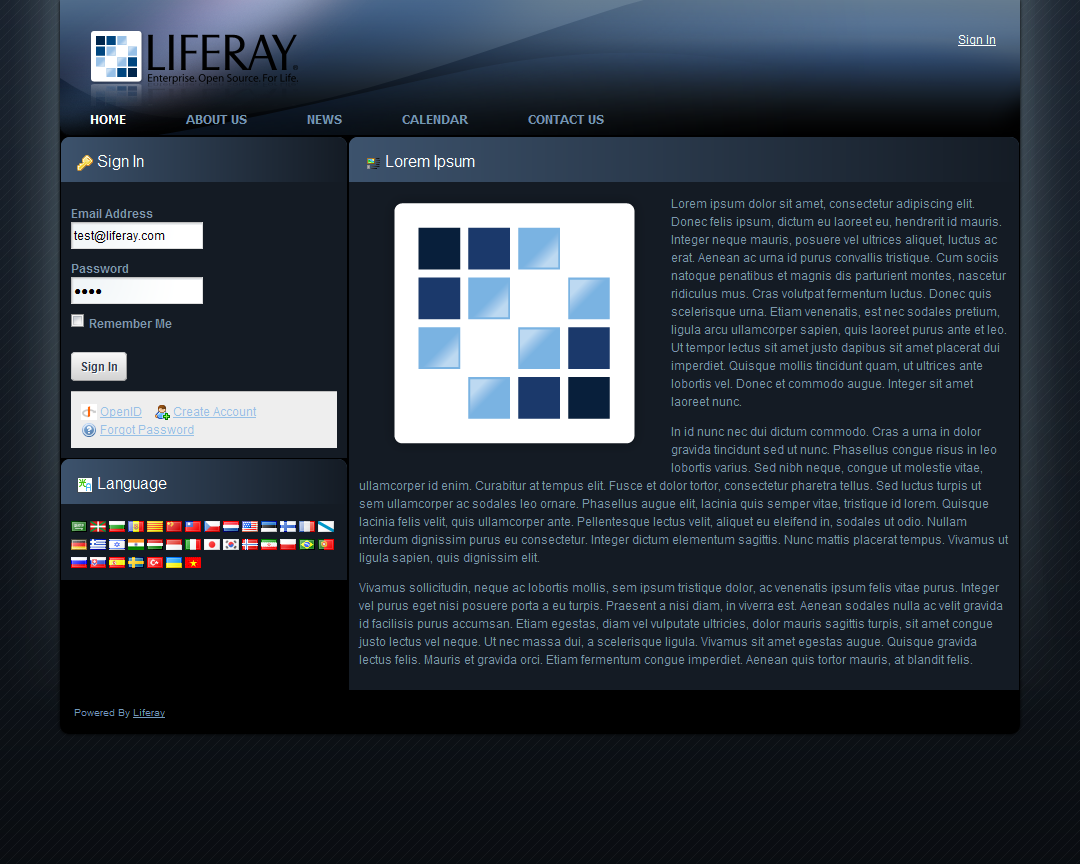 LIFERAY.
Enterprise. Open Source. For Life.
Sign In
HOME ABOUT US NEWS CALENDAR CONTACT US
Sign In
Email Address
test@liferay.com
Password
••••
Remember Me
Sign In
OpenID Create Account
Forgot Password
Language
Lorem Ipsum
Lorem ipsum dolor sit amet, consectetur adipiscing elit.
Donec felis ipsum, dictum eu laoreet eu, hendrerit id mauris.
Integer neque mauris, posuere vel ultrices aliquet, luctus ac
erat. Aenean ac urna id purus convallis tristique. Cum sociis
natoque penatibus et magnis dis parturient montes, nascetur
ridiculus mus. Cras volutpat fermentum luctus. Donec quis
scelerisque urna. Etiam venenatis, est nec sodales pretium,
ligula arcu ullamcorper sapien, quis laoreet purus ante et leo.
Ut tempor lectus sit amet justo dapibus sit amet placerat dui
imperdiet. Quisque mollis tincidunt quam, ut ultrices ante
lobortis vel. Donec et commodo augue. Integer sit amet
laoreet nunc.
In id nunc nec dui dictum commodo. Cras a urna in dolor
gravida tincidunt sed ut nunc. Phasellus congue risus in leo
lobortis varius. Sed nibh neque, congue ut molestie vitae,
ullamcorper id enim. Curabitur at tempus elit. Fusce et dolor tortor, consectetur pharetra tellus. Sed luctus turpis ut
sem ullamcorper ac sodales leo ornare. Phasellus augue elit, lacinia quis semper vitae, tristique id lorem. Quisque
lacinia felis velit, quis ullamcorper ante. Pellentesque lectus velit, aliquet eu eleifend in, sodales ut odio. Nullam
interdum dignissim purus eu consectetur. Integer dictum elementum sagittis. Nunc mattis placerat tempus. Vivamus ut
ligula sapien, quis dignissim elit.
Vivamus sollicitudin, neque ac lobortis mollis, sem ipsum tristique dolor, ac venenatis ipsum felis vitae purus. Integer
vel purus eget nisi posuere porta a eu turpis. Praesent a nisi diam, in viverra est. Aenean sodales nulla ac velit gravida
id facilisis purus accumsan. Etiam egestas, diam vel vulputate ultricies, dolor mauris sagittis turpis, sit amet congue
justo lectus vel neque. Ut nec massa dui, a scelerisque ligula. Vivamus sit amet egestas augue. Quisque gravida
lectus felis. Mauris et gravida orci. Etiam fermentum congue imperdiet. Aenean quis tortor mauris, at blandit felis.
Powered By Liferay